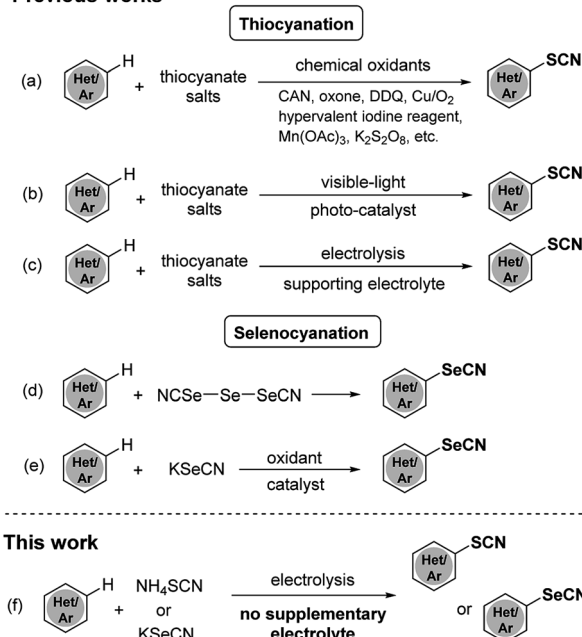 Previous works
Thiocyanation
(a) Het/ Ar H + thiocyanate salts chemical oxidants Het/ Ar SCN
CAN, oxone, DDQ, Cu/O2
hypervalent iodine reagent,
Mn(OAc)3, K2S2O8, etc.
(b) Het/ Ar H + thiocyanate salts visible-light photo-catalyst Het/ Ar SCN
(c) Het/ Ar H + thiocyanate salts electrolysis supporting electrolyte Het/ Ar SCN
Selenocyanation
(d) Het/ Ar H + NCSe—Se—SeCN Het/ Ar SeCN
(e) Het/ Ar H + KSeCN oxidant catalyst Het/ Ar SeCN
This work
(f) Het/ Ar H + NH4SCN or KSeCN electrolysis no supplementary electrolyte Het/ Ar SCN or Het/ Ar SeCN